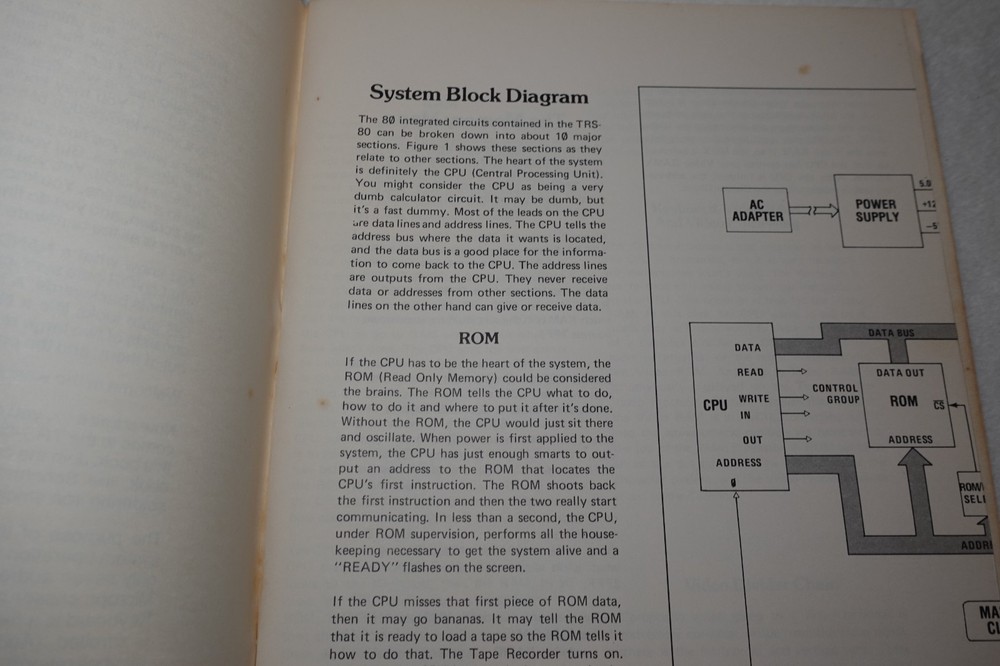 System Block Diagram
The 80 integrated circuits contained in the TRS-
80 can be broken down into about 10 major
sections. Figure 1 shows these sections as they
relate to other sections. The heart of the system
is definitely the CPU (Central Processing Unit).
You might consider the CPU as being a very
dumb calculator circuit. It may be dumb, but
it's a fast dummy. Most of the leads on the CPU
are data lines and address lines. The CPU tells the
address bus where the data it wants is located,
and the data bus is a good place for the informa-
tion to come back to the CPU. The address lines
are outputs from the CPU. They never receive
data or addresses from other sections. The data
lines on the other hand can give or receive data.
ROM
If the CPU has to be the heart of the system, the
ROM (Read Only Memory) could be considered
the brains. The ROM tells the CPU what to do,
how to do it and where to put it after it's done.
Without the ROM, the CPU would just sit there
and oscillate. When power is first applied to the
system, the CPU has just enough smarts to out-
put an address to the ROM that locates the
CPU's first instruction. The ROM shoots back
the first instruction and then the two really start
communicating. In less than a second, the CPU,
under ROM supervision, performs all the house-
keeping necessary to get the system alive and a
"READY" flashes on the screen.
If the CPU misses that first piece of ROM data,
then it may go bananas. It may tell the ROM
that it is ready to load a tape so the ROM tells it
how to do that. The Tape Recorder turns on.
AC
ADAPTER
POWER
SUPPLY
5.0
+12
-5
DATA BUS
DATA
READ
CPU
WRITE
IN
OUT
ADDRESS
Ø
CONTROL
GROUP
DATA OUT
ROM
CS
ADDRESS
ROM/
SEL
ADDR
MA
CL